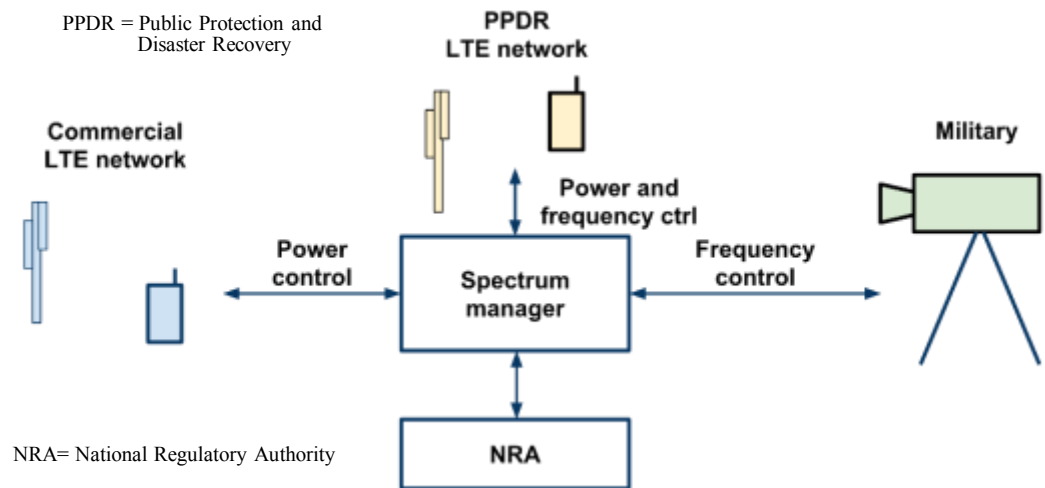 PPDR = Public Protection and
Disaster Recovery
PPDR
LTE network
Commercial
LTE network
Military
Power and
frequency ctrl
Power
control
Spectrum
manager
Frequency
control
NRA
NRA= National Regulatory Authority